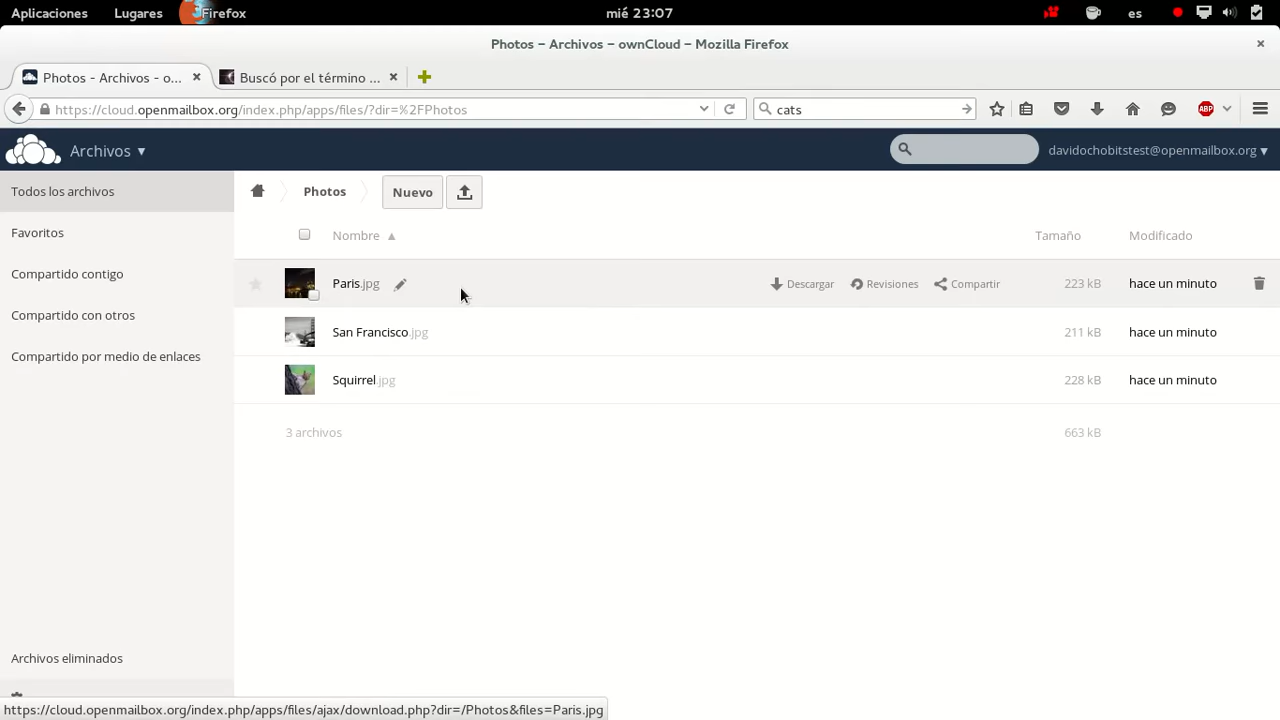 Aplicaciones Lugares Firefox mié 23:07 es
Photos - Archivos - ownCloud - Mozilla Firefox
Photos - Archivos - o... Buscó por el término ...
https://cloud.openmailbox.org/index.php/apps/files/?dir=%2FPhotos cats ABP
Archivos davidochobitstest@openmailbox.org
Todos los archivos
Photos Nuevo
Favoritos
Nombre Tamaño Modificado
Compartido contigo
Paris.jpg Descargar Revisiones Compartir 223 kB hace un minuto
Compartido con otros
San Francisco.jpg 211 kB hace un minuto
Compartido por medio de enlaces
Squirrel.jpg 228 kB hace un minuto
3 archivos 663 kB
Archivos eliminados
https://cloud.openmailbox.org/index.php/apps/files/ajax/download.php?dir=/Photos&files=Paris.jpg